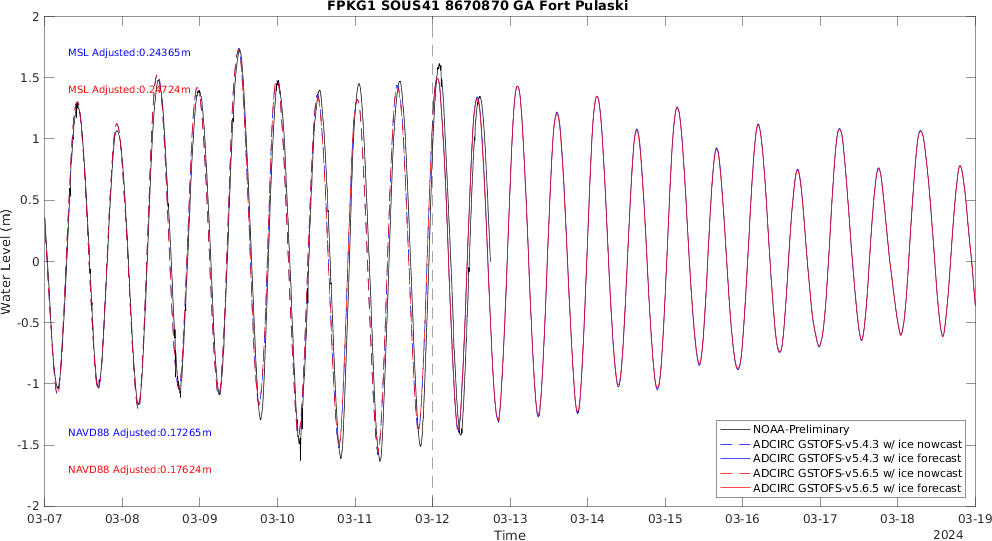 FPKG1 SOUS41 8670870 GA Fort Pulaski
2
1.5
1
0.5
0
-0.5
-1
-1.5
-2
Water Level (m)
MSL Adjusted:0.24365m
MSL Adjusted:0.24724m
NAVD88 Adjusted:0.17265m
NAVD88 Adjusted:0.17624m
NOAA-Preliminary
ADCIRC GSTOFS-v5.4.3 w/ ice nowcast
ADCIRC GSTOFS-v5.4.3 w/ ice forecast
ADCIRC GSTOFS-v5.6.5 w/ ice nowcast
ADCIRC GSTOFS-v5.6.5 w/ ice forecast
03-07 03-08 03-09 03-10 03-11 03-12 03-13 03-14 03-15 03-16 03-17 03-18 03-19
Time
2024